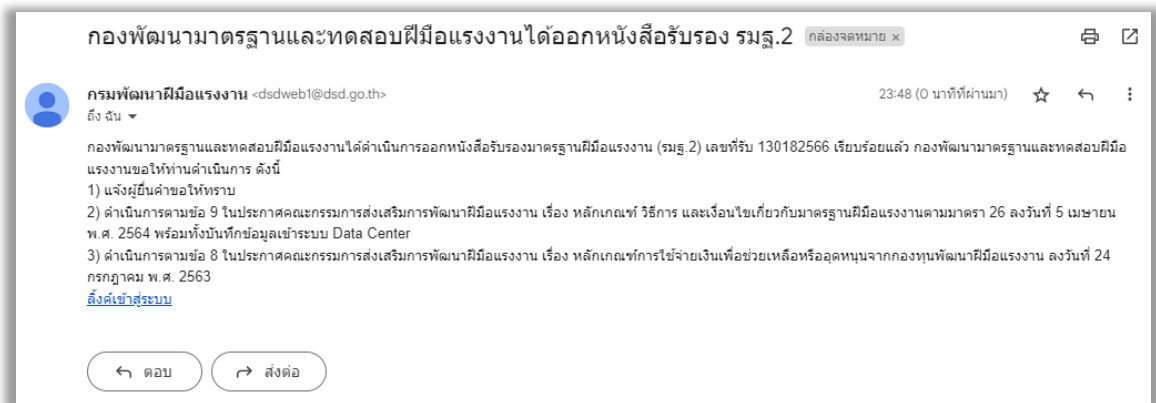 กองพัฒนามาตรฐานและทดสอบฝีมือแรงงานได้ออกหนังสือรับรอง รมฐ.2 กล่องจดหมาย ×
กรมพัฒนาฝีมือแรงงาน <dsdweb1@dsd.go.th> 23:48 (0 นาทีที่ผ่านมา)
ถึง ฉัน
กองพัฒนามาตรฐานและทดสอบฝีมือแรงงานได้ดำเนินการออกหนังสือรับรองมาตรฐานฝีมือแรงงาน (รมฐ.2) เลขที่รับ 130182566 เรียบร้อยแล้ว กองพัฒนามาตรฐานและทดสอบฝีมือ
แรงงานขอให้ท่านดำเนินการ ดังนี้
1) แจ้งผู้ยื่นคำขอให้ทราบ
2) ดำเนินการตามข้อ 9 ในประกาศคณะกรรมการส่งเสริมการพัฒนาฝีมือแรงงาน เรื่อง หลักเกณฑ์ วิธีการ และเงื่อนไขเกี่ยวกับมาตรฐานฝีมือแรงงานตามมาตรา 26 ลงวันที่ 5 เมษายน
พ.ศ. 2564 พร้อมทั้งบันทึกข้อมูลเข้าระบบ Data Center
3) ดำเนินการตามข้อ 8 ในประกาศคณะกรรมการส่งเสริมการพัฒนาฝีมือแรงงาน เรื่อง หลักเกณฑ์การใช้จ่ายเงินเพื่อช่วยเหลือหรืออุดหนุนจากกองทุนพัฒนาฝีมือแรงงาน ลงวันที่ 24
กรกฎาคม พ.ศ. 2563
ลิ้งค์เข้าสู่ระบบ
ตอบ ส่งต่อ